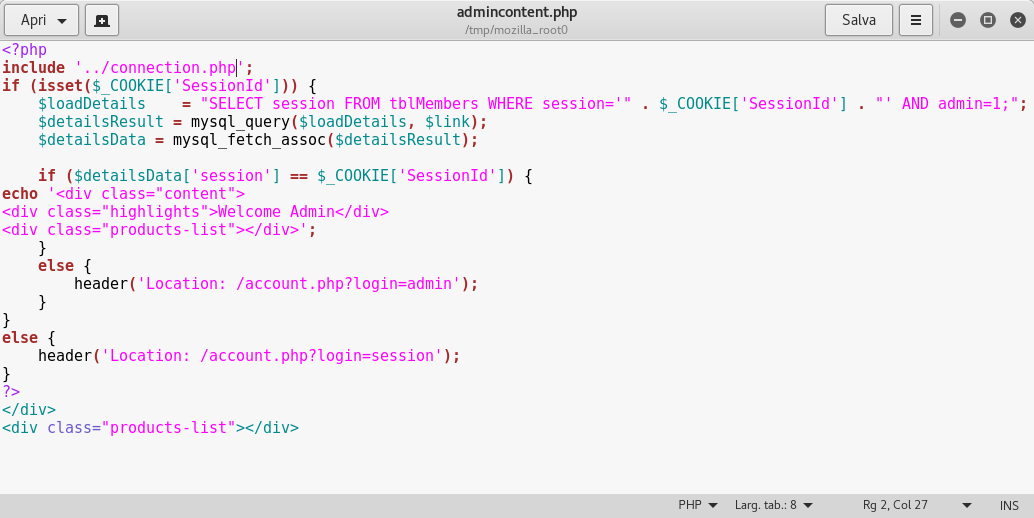 Apri
admincontent.php
/tmp/mozilla_root0
Salva
<?php
include '../connection.php';
if (isset($_COOKIE['SessionId'])) {
    $loadDetails    = "SELECT session FROM tblMembers WHERE session='" . $_COOKIE['SessionId'] . "' AND admin=1;";
    $detailsResult = mysql_query($loadDetails, $link);
    $detailsData = mysql_fetch_assoc($detailsResult);

    if ($detailsData['session'] == $_COOKIE['SessionId']) {
echo '<div class="content">
<div class="highlights">Welcome Admin</div>
<div class="products-list"></div>';
    }
    else {
        header('Location: /account.php?login=admin');
    }
}
else {
    header('Location: /account.php?login=session');
}
?>
</div>
<div class="products-list"></div>
PHP Larg. tab.: 8 Rg 2, Col 27 INS